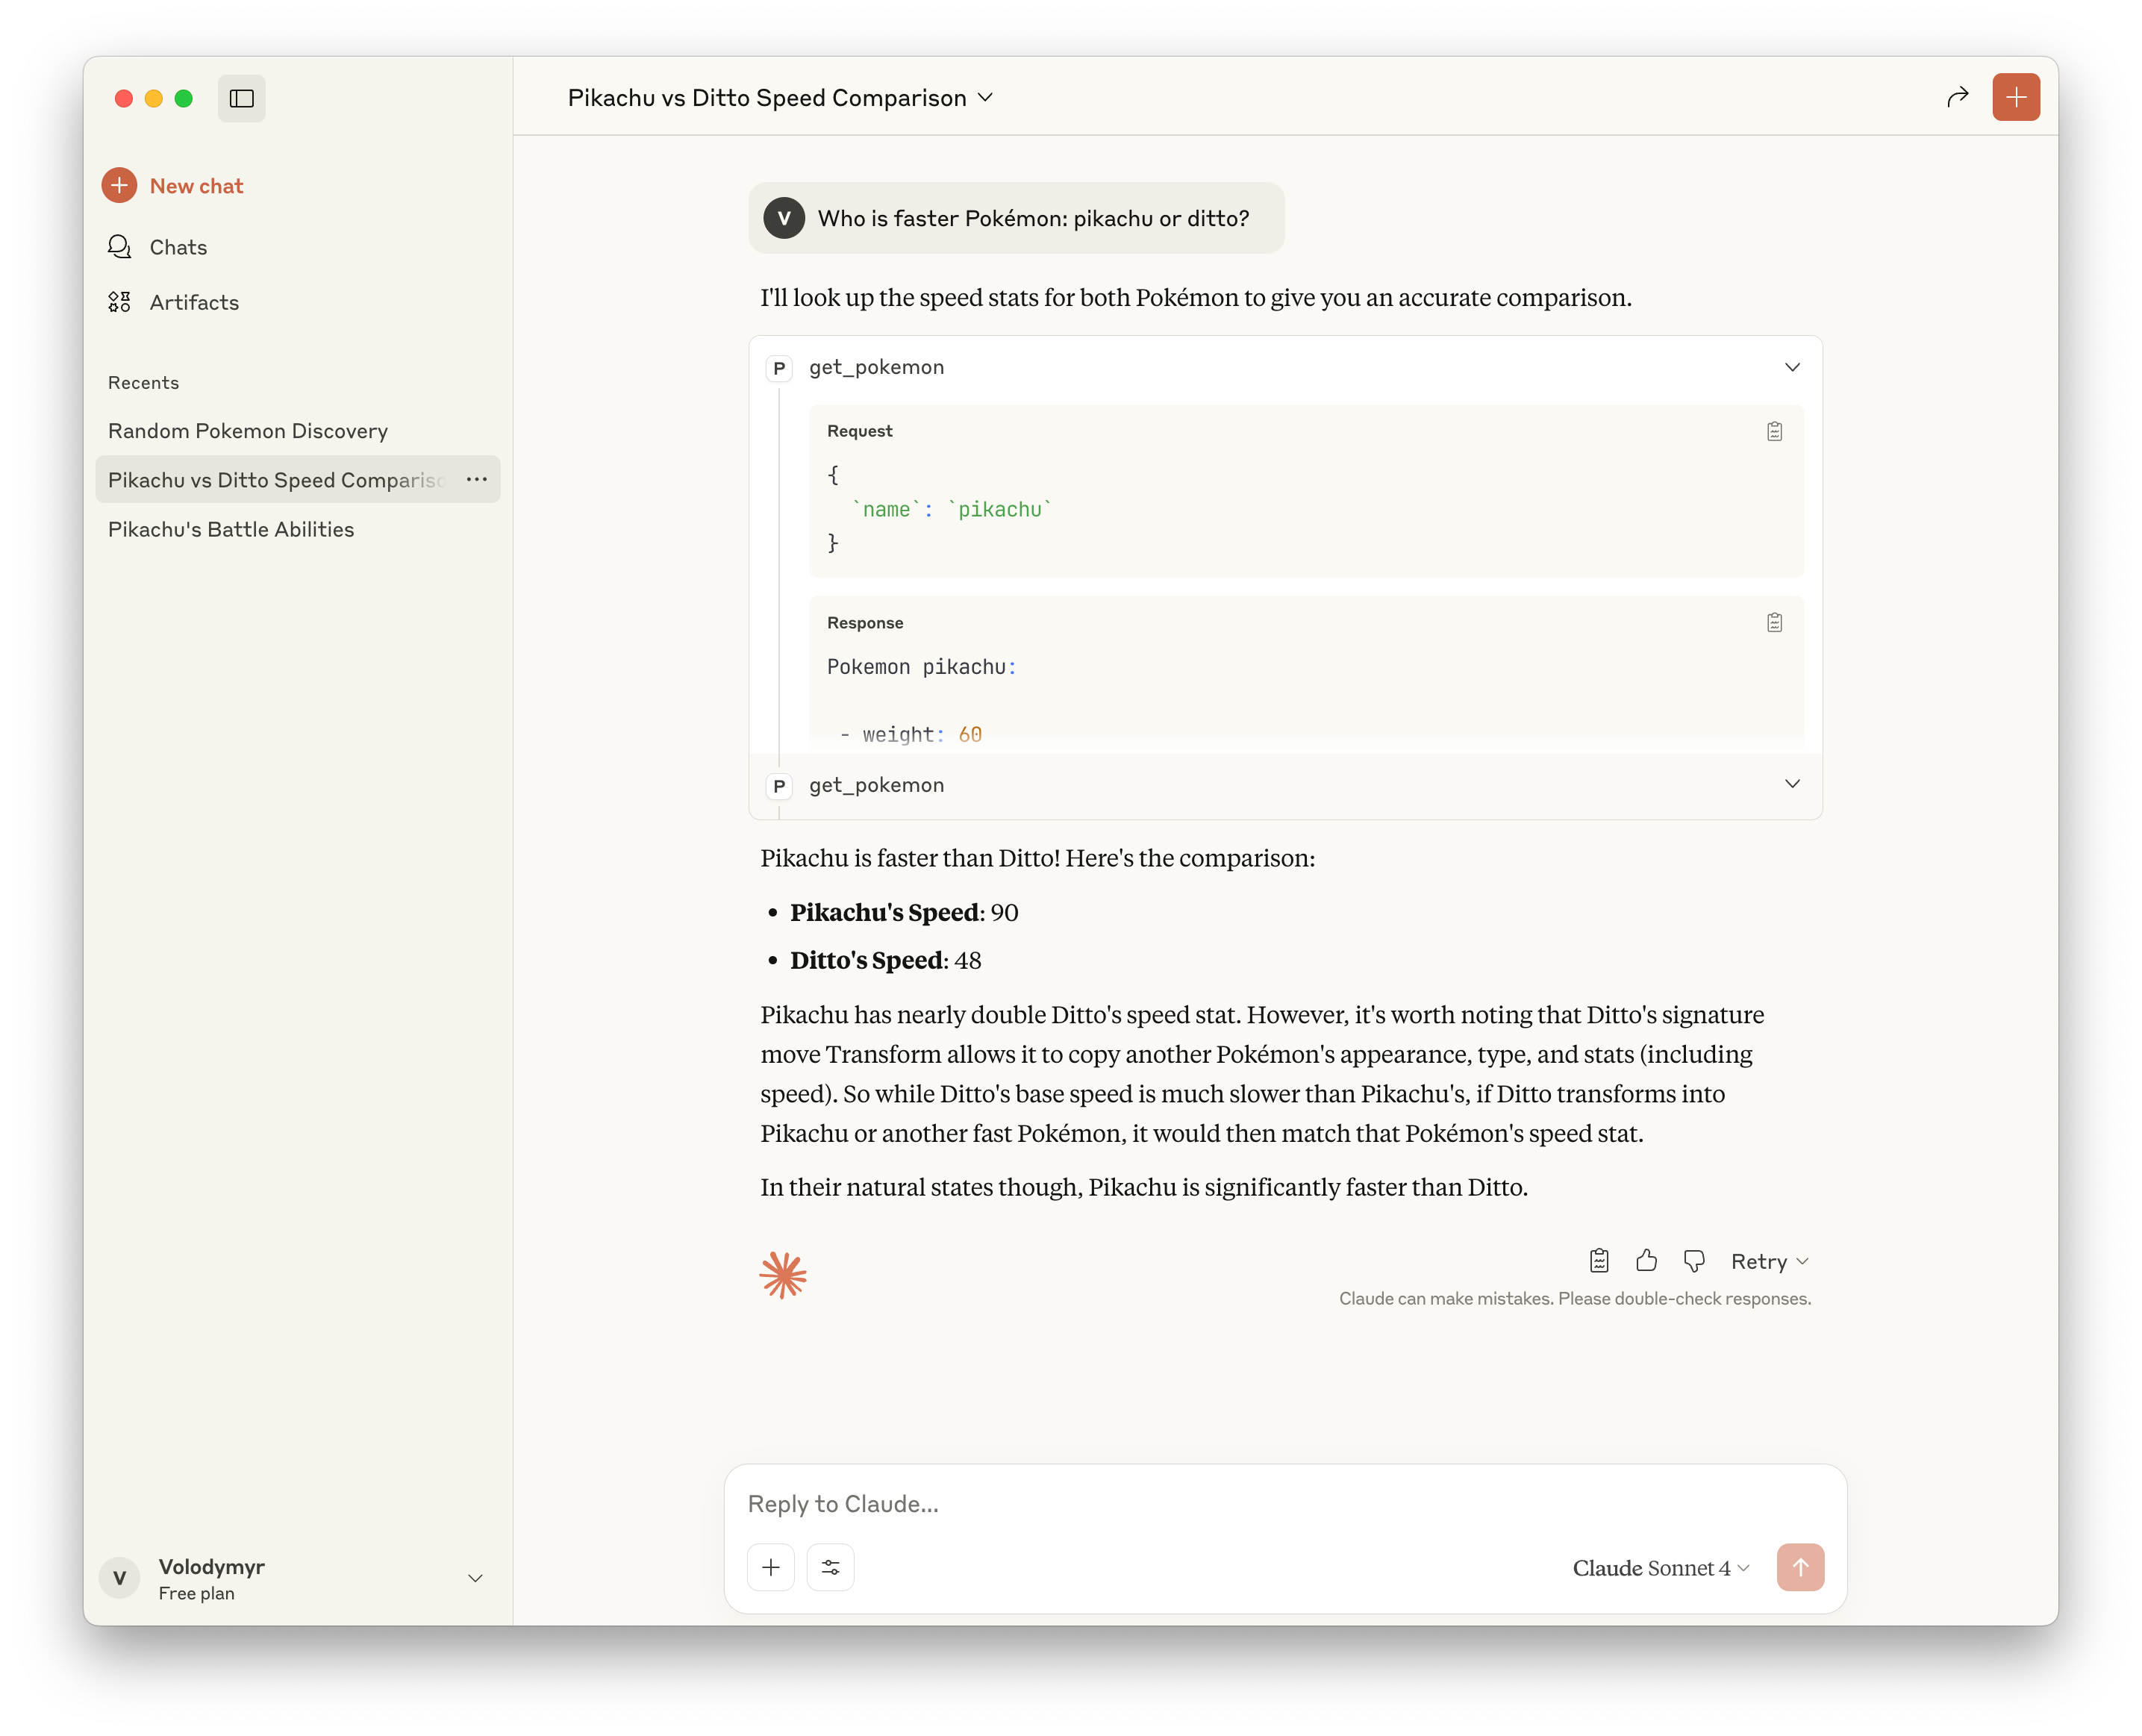 Pikachu vs Ditto Speed Comparison
New chat
Chats
Artifacts
Recents
Random Pokemon Discovery
Pikachu vs Ditto Speed Comparisc
Pikachu's Battle Abilities
V
Volodymyr
Free plan
V
Who is faster Pokémon: pikachu or ditto?
I'll look up the speed stats for both Pokémon to give you an accurate comparison.
P
get_pokemon
Request
{
`name`: `pikachu`
}
Response
Pokemon pikachu:
- weight: 60
P
get_pokemon
Pikachu is faster than Ditto! Here's the comparison:
• Pikachu's Speed: 90
• Ditto's Speed: 48
Pikachu has nearly double Ditto's speed stat. However, it's worth noting that Ditto's signature
move Transform allows it to copy another Pokémon's appearance, type, and stats (including
speed). So while Ditto's base speed is much slower than Pikachu's, if Ditto transforms into
Pikachu or another fast Pokémon, it would then match that Pokémon's speed stat.
In their natural states though, Pikachu is significantly faster than Ditto.
Retry
Claude can make mistakes. Please double-check responses.
Reply to Claude...
Claude Sonnet 4